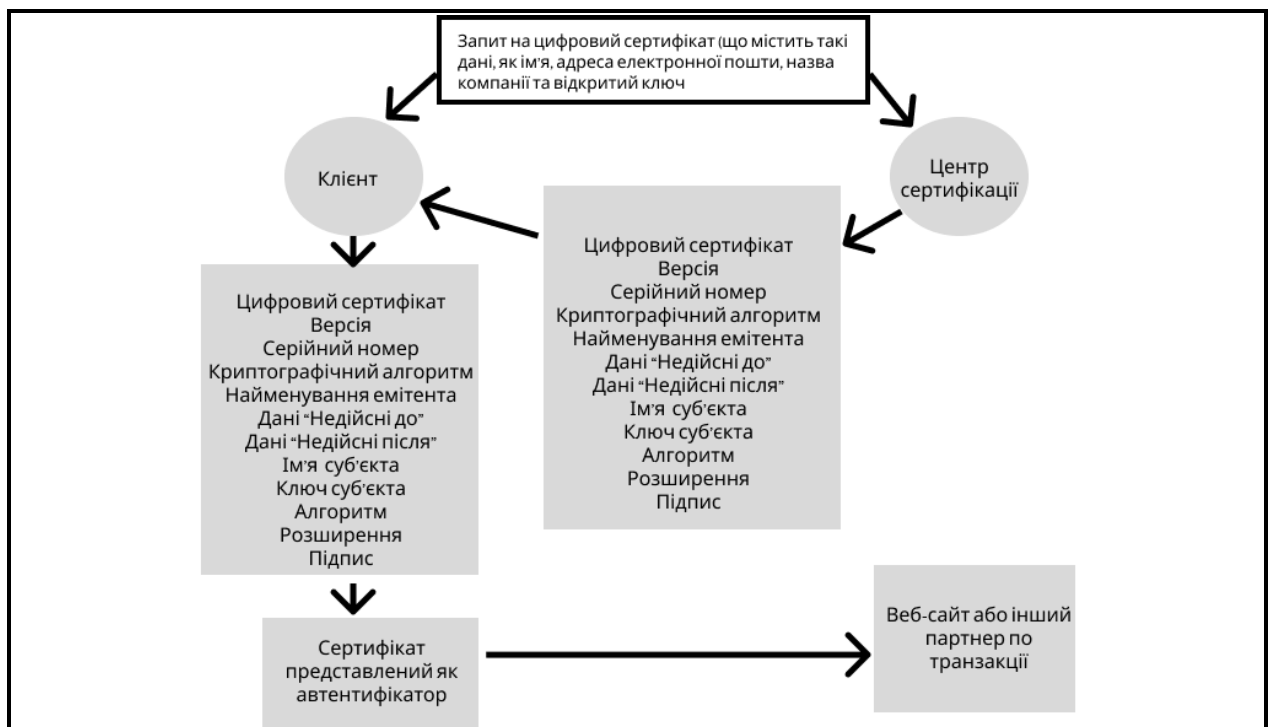 Запит на цифровий сертифікат (що містить такі
дані, як ім'я, адреса електронної пошти, назва
компанії та відкритий ключ
Клієнт
Центр
сертифікації
Цифровий сертифікат
Версія
Серійний номер
Криптографічний алгоритм
Найменування емітента
Дані “Недійсні до”
Дані “Недійсні після”
Ім'я суб'єкта
Ключ суб'єкта
Алгоритм
Розширення
Підпис
Цифровий сертифікат
Версія
Серійний номер
Криптографічний алгоритм
Найменування емітента
Дані “Недійсні до”
Дані “Недійсні після”
Ім'я суб'єкта
Ключ суб'єкта
Алгоритм
Розширення
Підпис
Сертифікат
представлений як
автентифікатор
Веб-сайт або інший
партнер по
транзакції